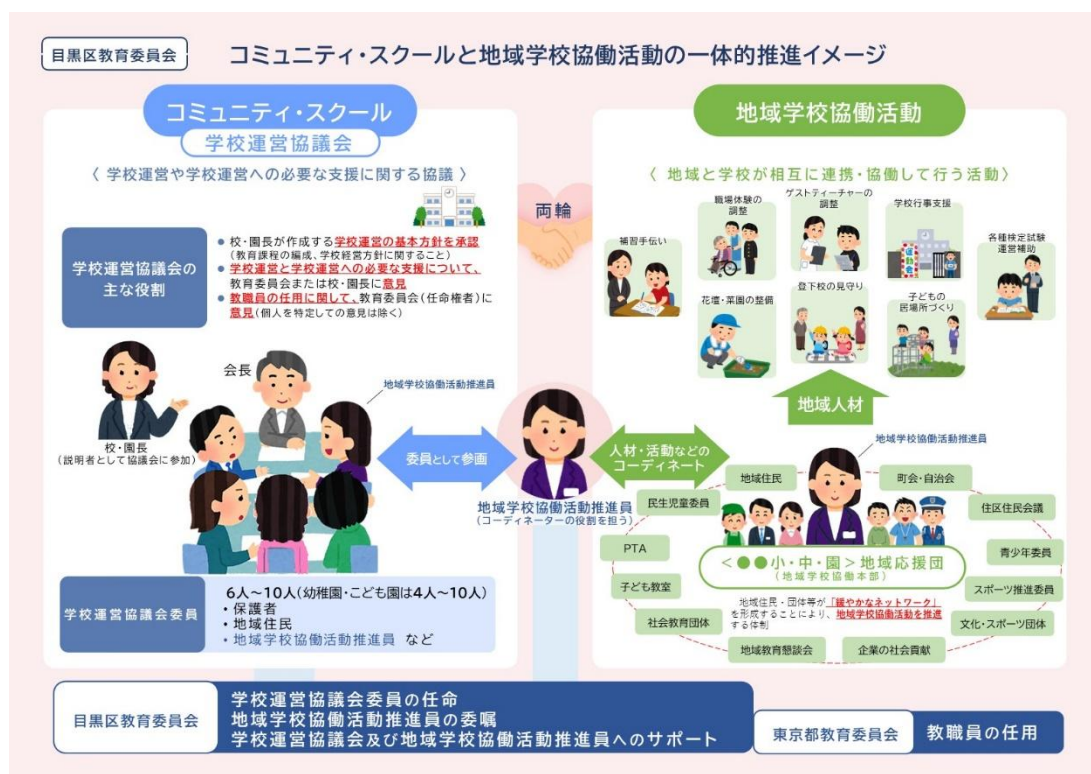 目黒区教育委員会
コミュニティ・スクールと地域学校協働活動の一体的推進イメージ
コミュニティ・スクール
学校運営協議会
〈 学校運営や学校運営への必要な支援に関する協議 〉
学校運営協議会の
主な役割
● 校・園長が作成する学校運営の基本方針を承認
(教育課程の編成、学校経営方針に関すること)
● 学校運営と学校運営への必要な支援について、
教育委員会または校・園長に意見
● 教職員の任用に関して、教育委員会(任命権者)に
意見(個人を特定しての意見は除く)
会長
地域学校協働活動推進員
校・園長
(説明者として協議会に参加)
学校運営協議会委員
6人～10人(幼稚園・こども園は4人～10人)
・保護者
・地域住民
・地域学校協働活動推進員 など
両輪
委員として参画
地域学校協働活動推進員
(コーディネーターの役割を担う)
人材・活動などの
コーディネート
地域学校協働活動
〈 地域と学校が相互に連携・協働して行う活動〉
補習手伝い
職場体験の
調整
ゲストティーチャーの
調整
学校行事支援
運動会
各種検定試験
運営補助
花壇・菜園の整備
登下校の見守り
子どもの
居場所づくり
地域人材
地域学校協働活動推進員
地域住民
町会・自治会
民生児童委員
住区住民会議
PTA
青少年委員
子ども教室
スポーツ推進委員
社会教育団体
文化・スポーツ団体
地域教育懇談会
企業の社会貢献
＜●●小・中・園＞地域応援団
(地域学校協働本部)
地域住民・団体等が「緩やかなネットワーク」
を形成することにより、地域学校協働活動を推進
する体制
目黒区教育委員会
学校運営協議会委員の任命
地域学校協働活動推進員の委嘱
学校運営協議会及び地域学校協働活動推進員へのサポート
東京都教育委員会
教職員の任用